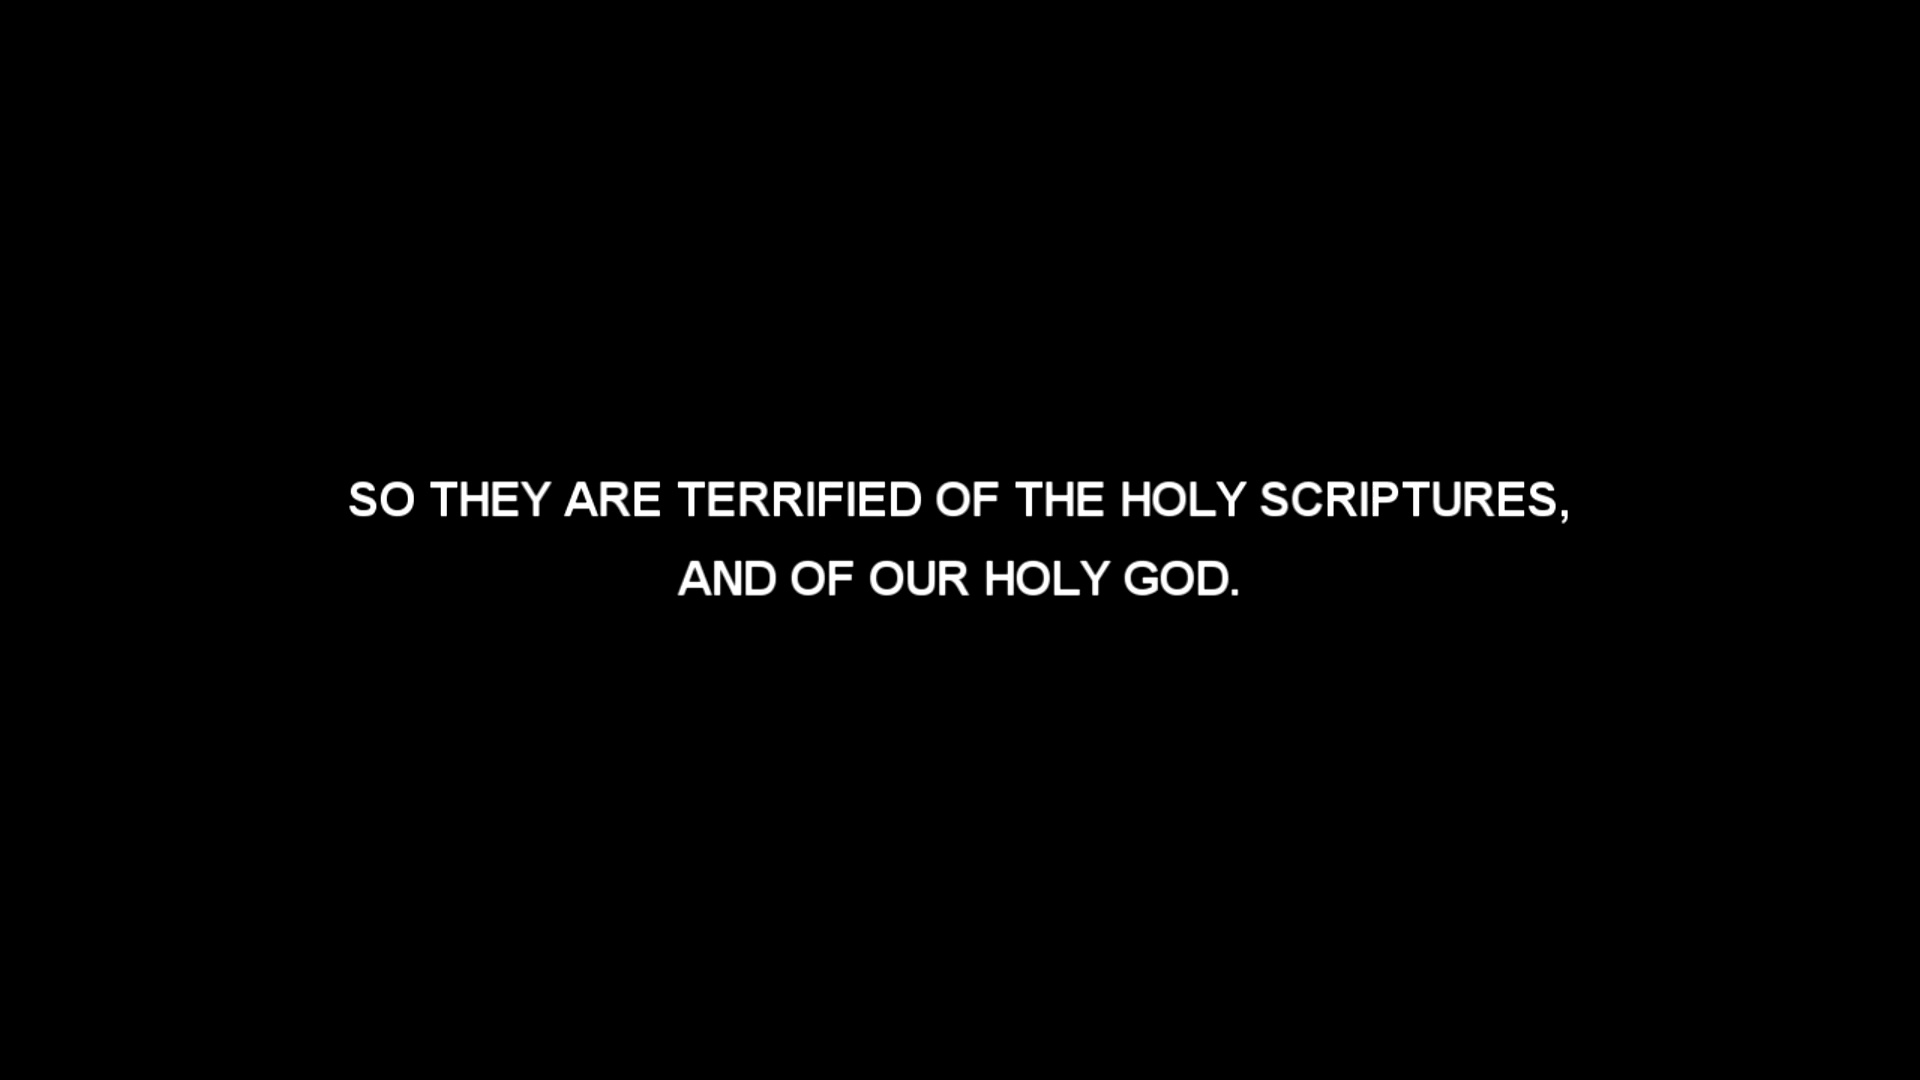 SO THEY ARE TERRIFIED OF THE HOLY SCRIPTURES,
AND OF OUR HOLY GOD.